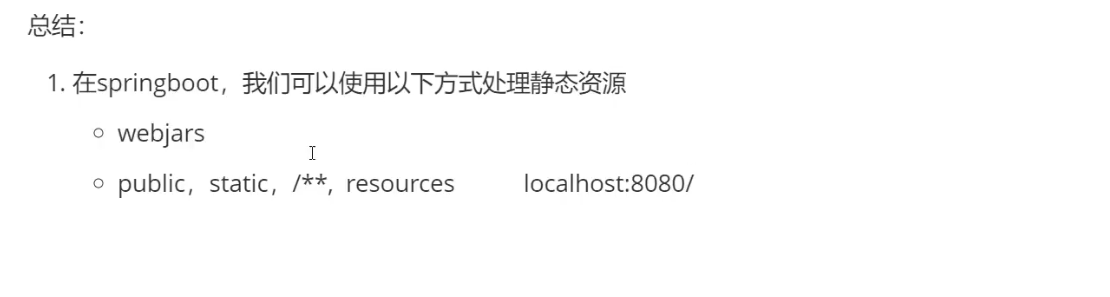 总结：
1. 在springboot，我们可以使用以下方式处理静态资源
○ webjars
○ public，static，/**，resources localhost:8080/